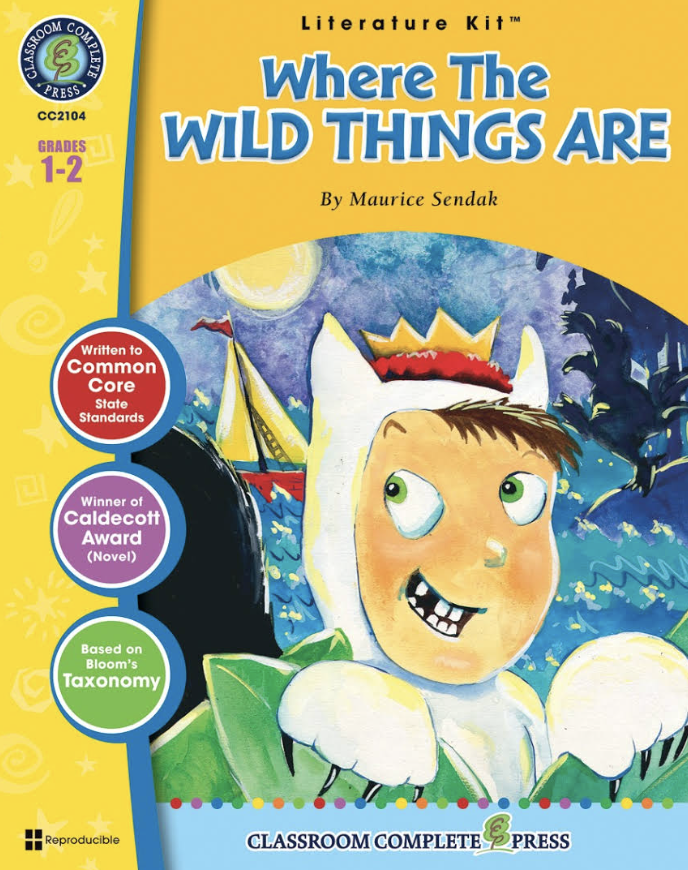 Literature Kit™
Where The
WILD THINGS ARE
By Maurice Sendak
CLASSROOM COMPLETE
PRESS
CC2104
GRADES
1-2
Written to
Common
Core
State
Standards
Winner of
Caldecott
Award
(Novel)
Based on
Bloom's
Taxonomy
Reproducible
CLASSROOM COMPLETE PRESS